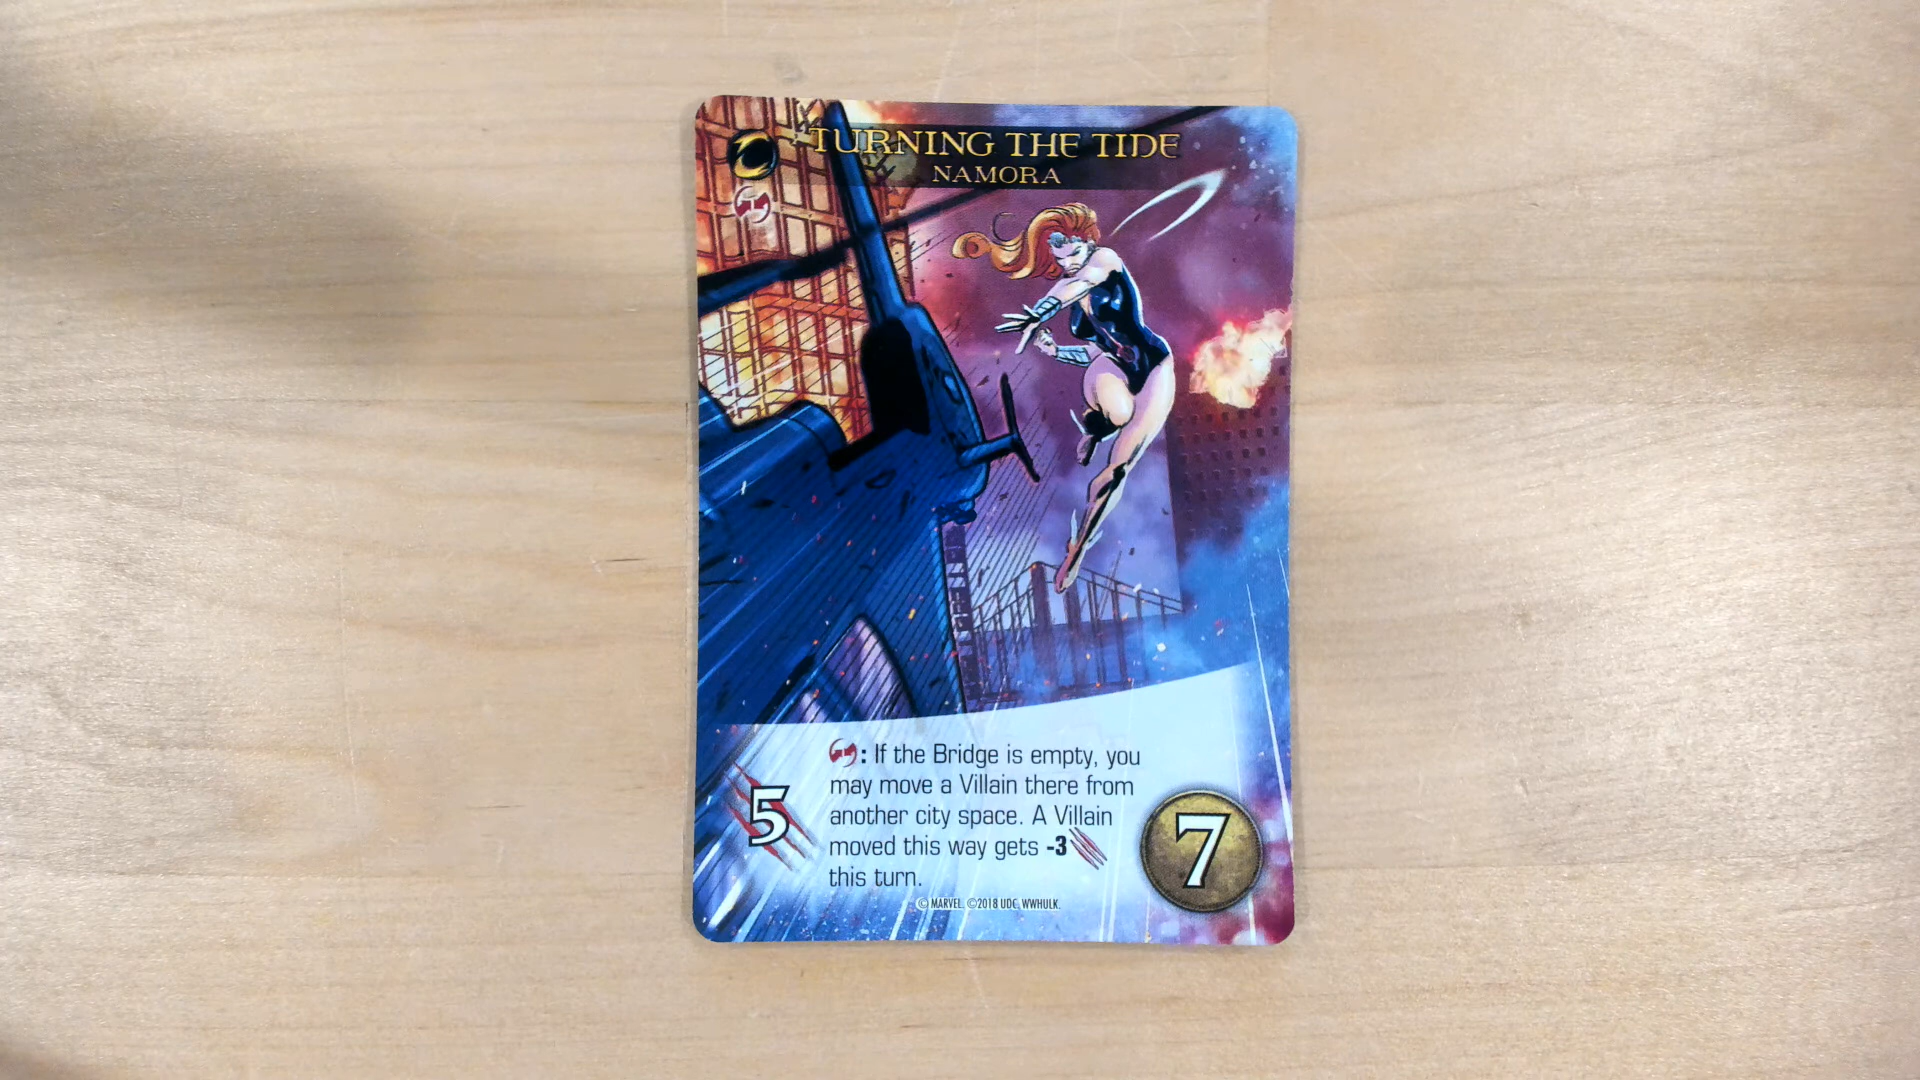 TURNING THE TIDE
NAMORA
: If the Bridge is empty, you
may move a Villain there from
another city space. A Villain
moved this way gets -3
this turn.
5
7
© MARVEL. ©2018 UDC. WWHULK.